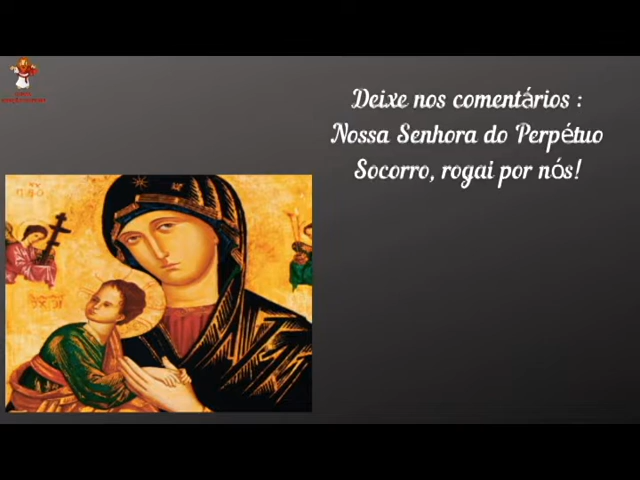 Deixe nos comentários :
Nossa Senhora do Perpétuo
Socorro, rogai por nós!